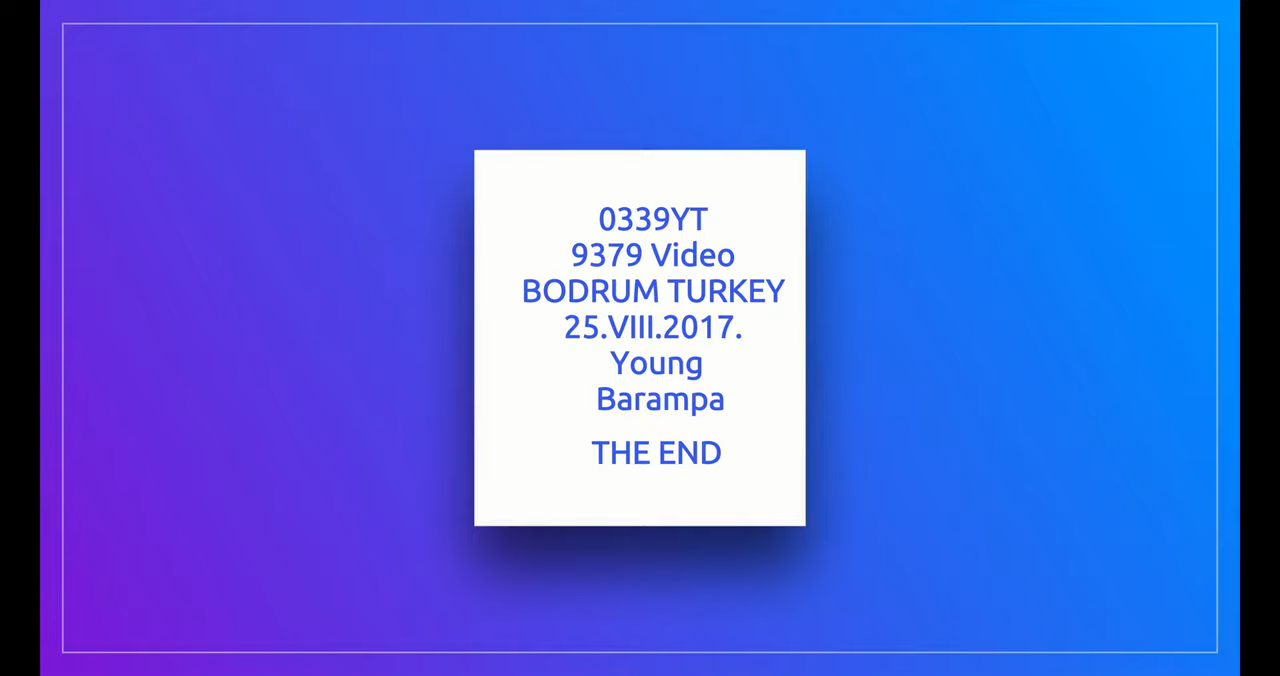 0339YT
9379 Video
BODRUM TURKEY
25.VIII.2017.
Young
Barampa
THE END